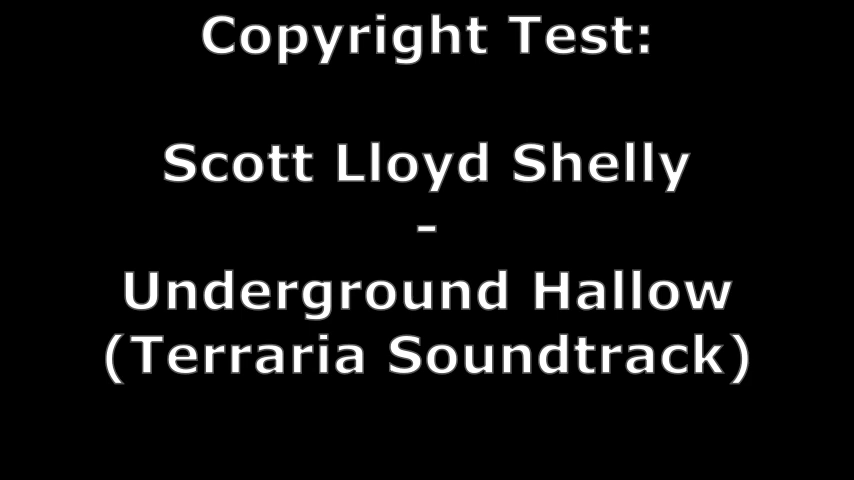 Copyright Test:
Scott Lloyd Shelly
-
Underground Hallow
(Terraria Soundtrack)